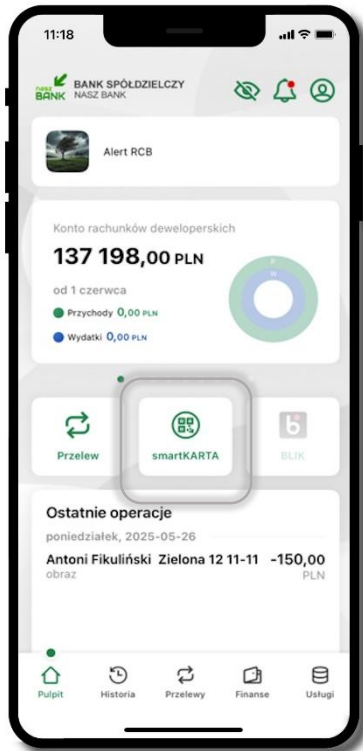 11:18
nasz
BANK
BANK SPÓŁDZIELCZY
NASZ BANK
Alert RCB
Konto rachunków deweloperskich
137 198,00 PLN
od 1 czerwca
Przychody 0,00 PLN
Wydatki 0,00 PLN
P
W
Przelew
smartKARTA
BLIK
Ostatnie operacje
poniedziałek, 2025-05-26
Antoni Fikuliński Zielona 12 11-11 -150,00
obraz PLN
Pulpit Historia Przelewy Finanse Usługi